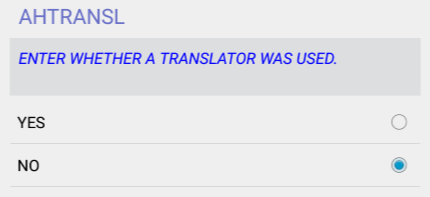 AHTRANSL
ENTER WHETHER A TRANSLATOR WAS USED.
YES
NO